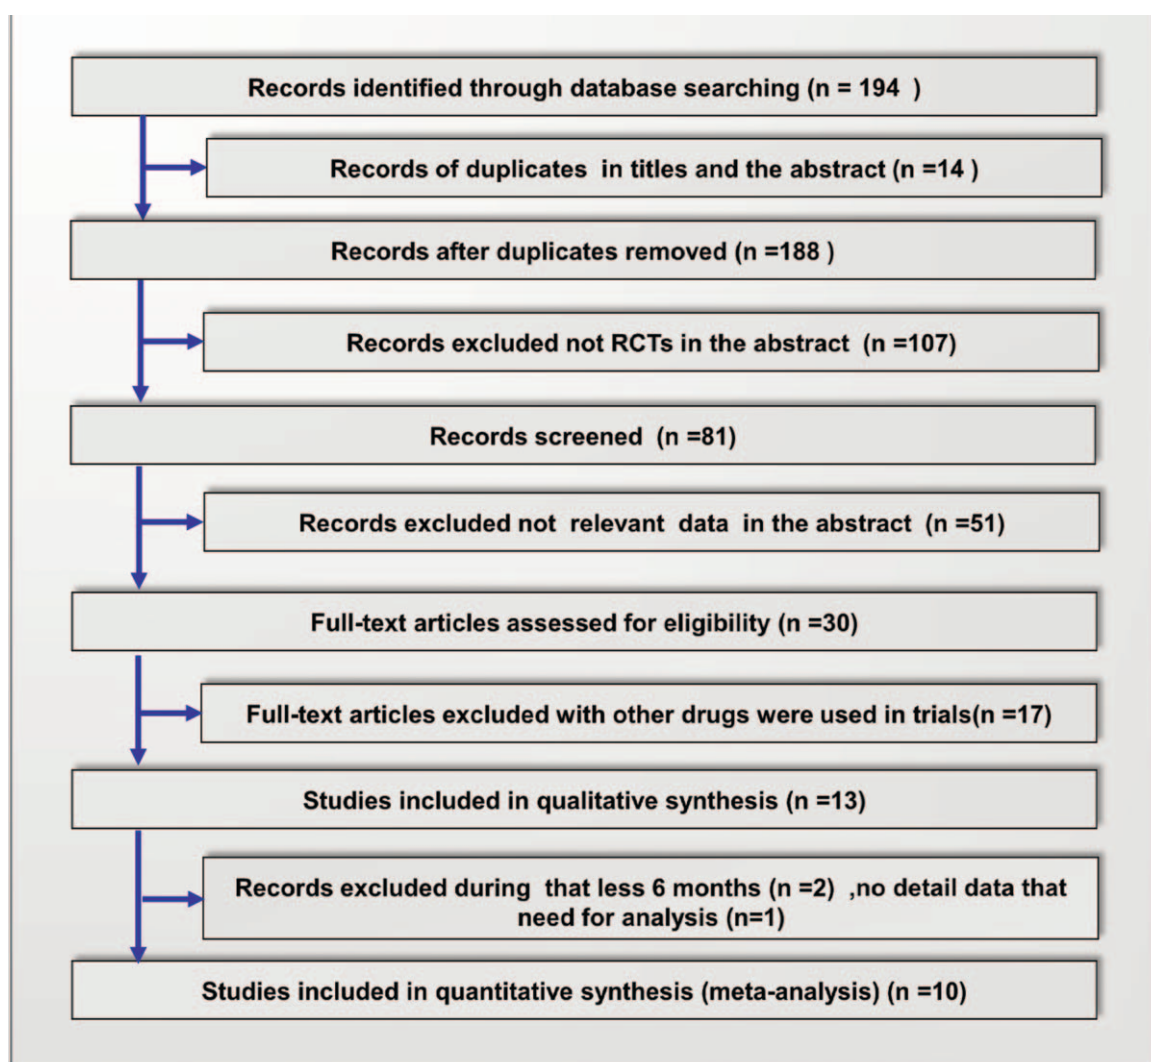 Records identified through database searching (n = 194 )
Records of duplicates in titles and the abstract (n =14 )
Records after duplicates removed (n =188 )
Records excluded not RCTs in the abstract (n =107)
Records screened (n =81)
Records excluded not relevant data in the abstract (n =51)
Full-text articles assessed for eligibility (n =30)
Full-text articles excluded with other drugs were used in trials(n =17)
Studies included in qualitative synthesis (n =13)
Records excluded during that less 6 months (n =2) ,no detail data that
need for analysis (n=1)
Studies included in quantitative synthesis (meta-analysis) (n =10)